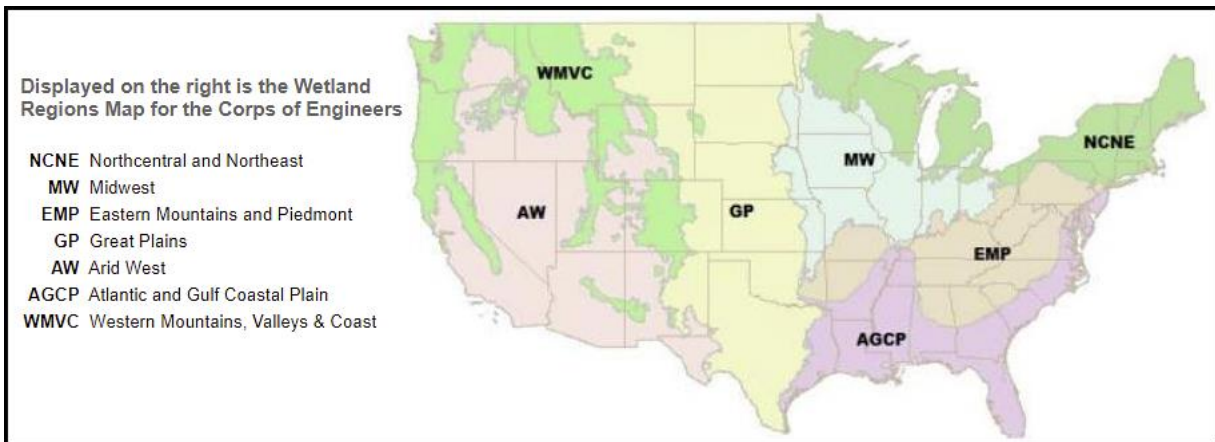 Displayed on the right is the Wetland
Regions Map for the Corps of Engineers
NCNE Northcentral and Northeast
MW Midwest
EMP Eastern Mountains and Piedmont
GP Great Plains
AW Arid West
AGCP Atlantic and Gulf Coastal Plain
WMVC Western Mountains, Valleys & Coast
WMVC
NCNE
MW
AW
GP
EMP
AGCP